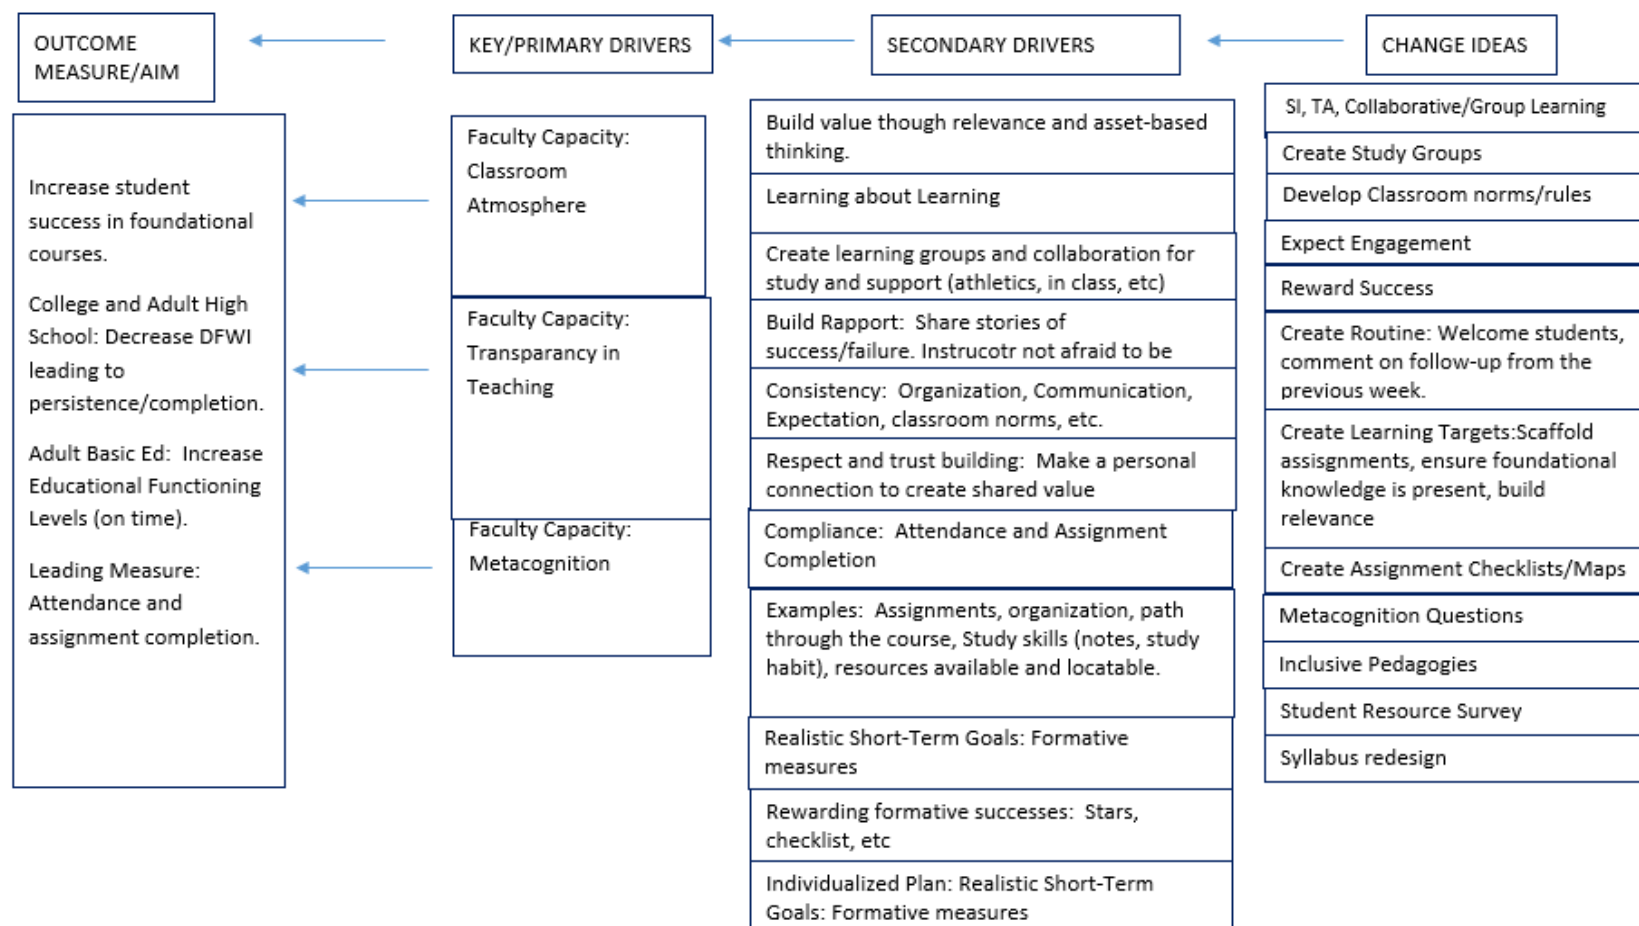 OUTCOME
MEASURE/AIM
KEY/PRIMARY DRIVERS
SECONDARY DRIVERS
CHANGE IDEAS
Increase student
success in foundational
courses.
College and Adult High
School: Decrease DFWI
leading to
persistence/completion.
Adult Basic Ed:  Increase
Educational Functioning
Levels (on time).
Leading Measure:
Attendance and
assignment completion.
Faculty Capacity:
Classroom
Atmosphere
Faculty Capacity:
Transparancy in
Teaching
Faculty Capacity:
Metacognition
Build value though relevance and asset-based
thinking.
Learning about Learning
Create learning groups and collaboration for
study and support (athletics, in class, etc)
Build Rapport:  Share stories of
success/failure. Instrucotr not afraid to be
Consistency:  Organization, Communication,
Expectation, classroom norms, etc.
Respect and trust building:  Make a personal
connection to create shared value
Compliance:  Attendance and Assignment
Completion
Examples:  Assignments, organization, path
through the course, Study skills (notes, study
habit), resources available and locatable.
Realistic Short-Term Goals: Formative
measures
Rewarding formative successes:  Stars,
checklist, etc
Individualized Plan: Realistic Short-Term
Goals: Formative measures
SI, TA, Collaborative/Group Learning
Create Study Groups
Develop Classroom norms/rules
Expect Engagement
Reward Success
Create Routine: Welcome students,
comment on follow-up from the
previous week.
Create Learning Targets:Scaffold
assisgnments, ensure foundational
knowledge is present, build
relevance
Create Assignment Checklists/Maps
Metacognition Questions
Inclusive Pedagogies
Student Resource Survey
Syllabus redesign